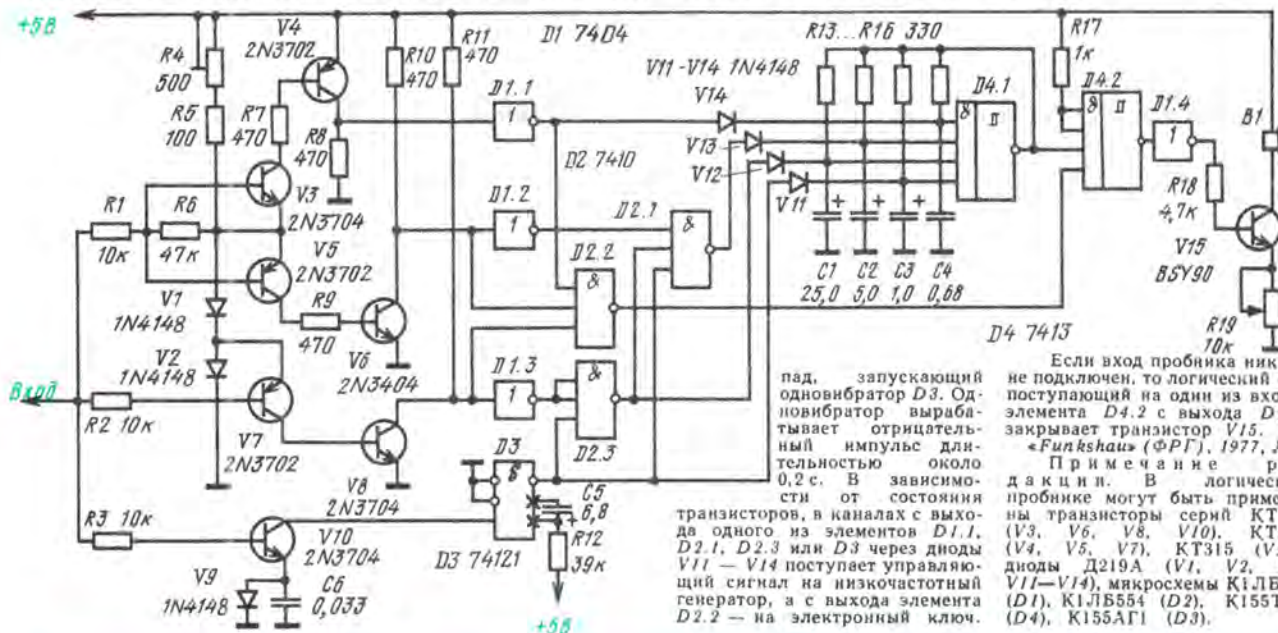 +5В
R4
500
R5
100
R7
470
V4
2N3702
R8
470
V3
2N3704
R1
10к
R6
47к
V5
2N3702
R9
470
V1
1N4148
V2
1N4148
V6
2N3404
Вход
R2 10к
V7
2N3702
V8
2N3704
R3 10к
V10
2N3704
V9
1N4148
C6
0,033
R10
470
R11
470
D1 7404
D1.1
1
D2 7410
D1.2
1
D2.1
&
D2.2
&
D1.3
1
&
D2.3
D3
D3 74121
C5
6,8
+
R12
39к
+5В
V11-V14 1N4148
V14
V13
V12
V11
R13...R16 330
+
+
+
C1
25,0
C2
5,0
C3
1,0
C4
0,68
D4.1
R17
1к
D4.2
D1.4
1
D4 7413
R18
4,7к
B1
V15
BSY90
R19
10к
пад, запускающий
одновибратор D3. Од-
новибратор выраба-
тывает отрицатель-
ный импульс дли-
тельностью около
0,2 с. В зависимо-
сти от состояния
транзисторов, в каналах с выхо-
да одного из элементов D1.1,
D2.1, D2.3 или D3 через диоды
V11 — V14 поступает управляю-
щий сигнал на низкочастотный
генератор, а с выхода элемента
D2.2 — на электронный ключ.
Если вход пробника ник
не подключен, то логический
поступающий на один из вхо
элемента D4.2 с выхода D
закрывает транзистор V15.
«Funkshau» (ФРГ), 1977,
Примечание р
дакции. В логичес
пробнике могут быть приме
ны транзисторы серий КТ
(V3, V6, V8, V10), КТ
(V4, V5, V7), КТ315 (V
диоды Д219А (V1, V2,
V11—V14), микросхемы К1ЛБ
(D1), К1ЛБ554 (D2), К155Т
(D4), К155АГ1 (D3).